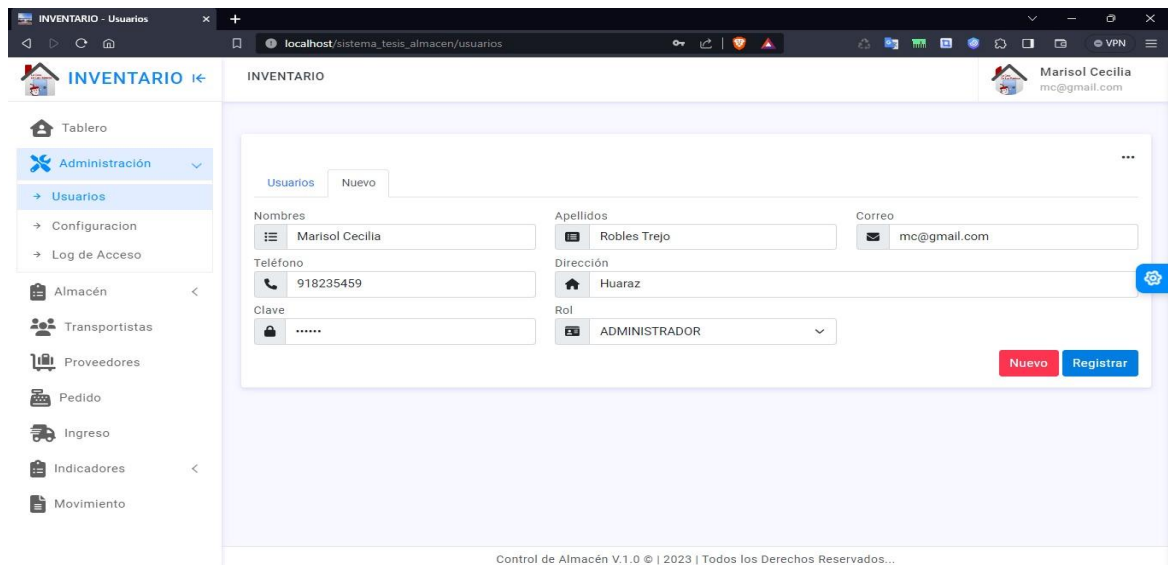 INVENTARIO - Usuarios
localhost/sistema_tesis_almacen/usuarios
VPN
INVENTARIO
INVENTARIO
Marisol Cecilia
mc@gmail.com
Tablero
Administración
Usuarios
Configuracion
Log de Acceso
Almacén
Transportistas
Proveedores
Pedido
Ingreso
Indicadores
Movimiento
...
Usuarios Nuevo
Nombres Apellidos Correo
Marisol Cecilia Robles Trejo mc@gmail.com
Teléfono Dirección
918235459 Huaraz
Clave Rol
...... ADMINISTRADOR
Nuevo Registrar
Control de Almacén V.1.0 © | 2023 | Todos los Derechos Reservados...